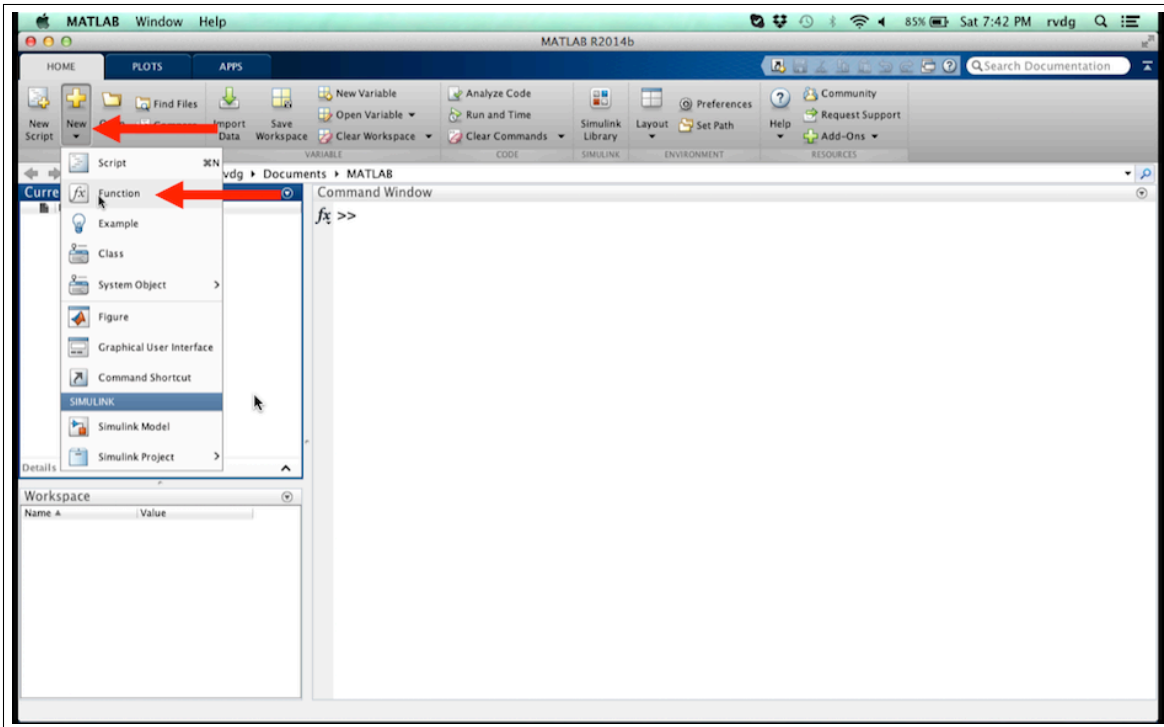 MATLAB Window Help 85% Sat 7:42 PM rvdg
MATLAB R2014b
HOME PLOTS APPS Search Documentation
New Script
New
Find Files
Import Data
Save Workspace
New Variable
Open Variable
Clear Workspace
Analyze Code
Run and Time
Clear Commands
Simulink Library
Layout
Preferences
Set Path
Help
Community
Request Support
Add-Ons
VARIABLE CODE SIMULINK ENVIRONMENT RESOURCES
rvdg Documents MATLAB
Script ⌘N
fx Function
Example
Class
System Object
Figure
Graphical User Interface
Command Shortcut
SIMULINK
Simulink Model
Simulink Project
Details
Command Window
fx >>
Workspace
Name Value